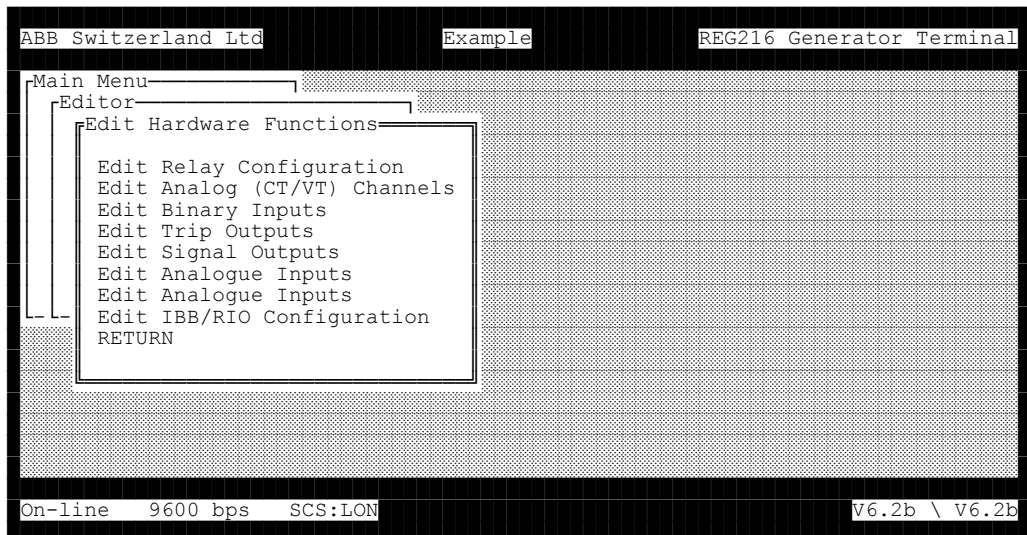 ABB Switzerland Ltd Example REG216 Generator Terminal
Main Menu
Editor
Edit Hardware Functions
Edit Relay Configuration
Edit Analog (CT/VT) Channels
Edit Binary Inputs
Edit Trip Outputs
Edit Signal Outputs
Edit Analogue Inputs
Edit Analogue Inputs
Edit IBB/RIO Configuration
RETURN
On-line 9600 bps SCS:LON V6.2b \ V6.2b